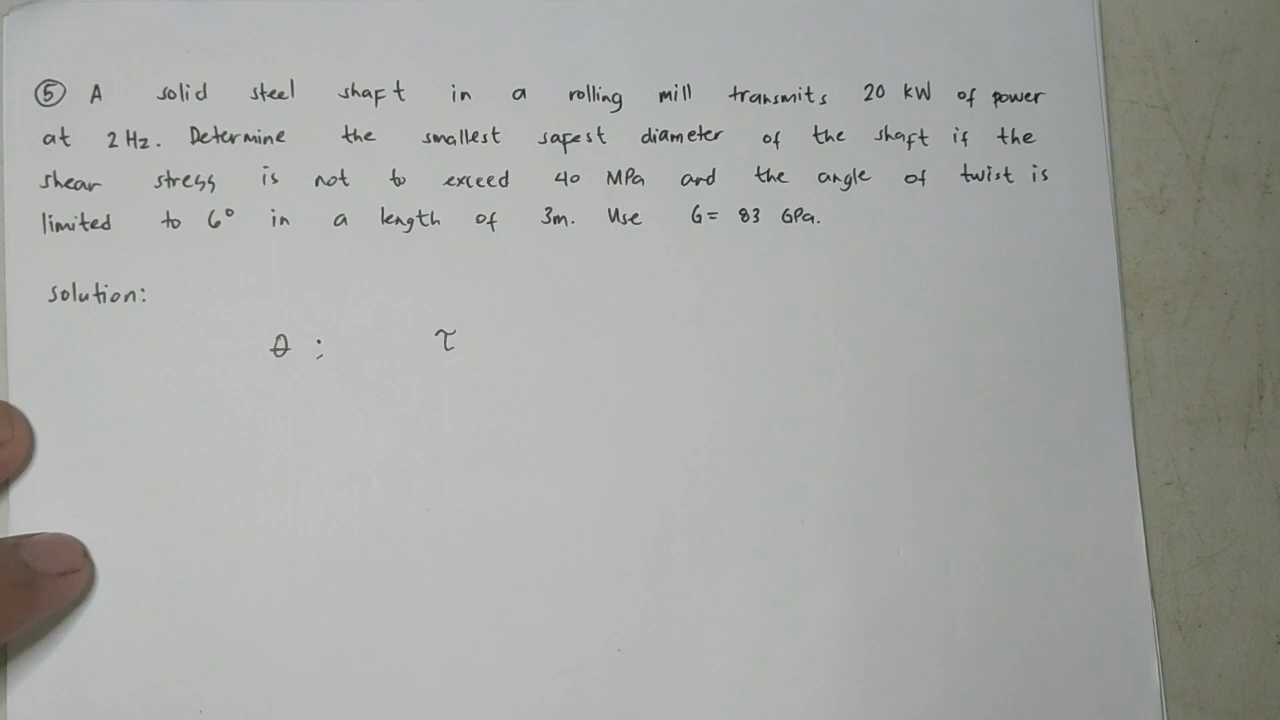 ⑤ A solid steel shaft in a rolling mill transmits 20 kW of power
at 2 Hz. Determine the smallest safest diameter of the shaft if the
shear stress is not to exceed 40 MPa and the angle of twist is
limited to 6° in a length of 3m. Use G= 83 GPa.
solution:
θ ; τ